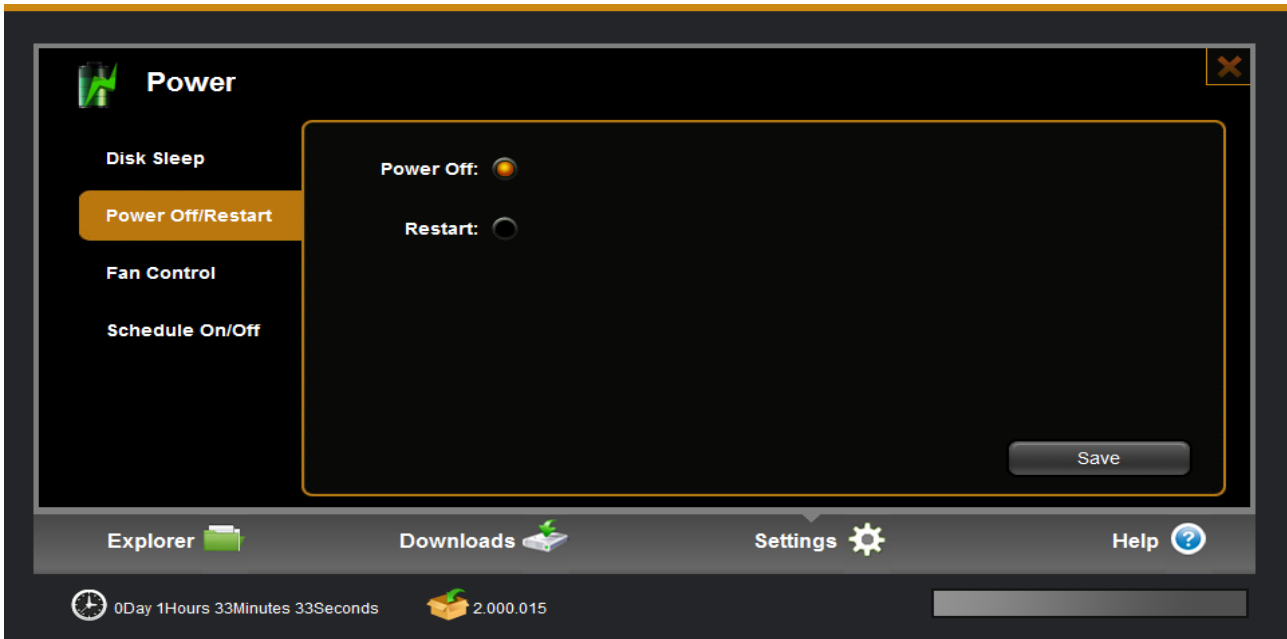 Power
Disk Sleep
Power Off/Restart
Fan Control
Schedule On/Off
Power Off:
Restart:
Save
Explorer
Downloads
Settings
Help
0Day 1Hours 33Minutes 33Seconds
2.000.015